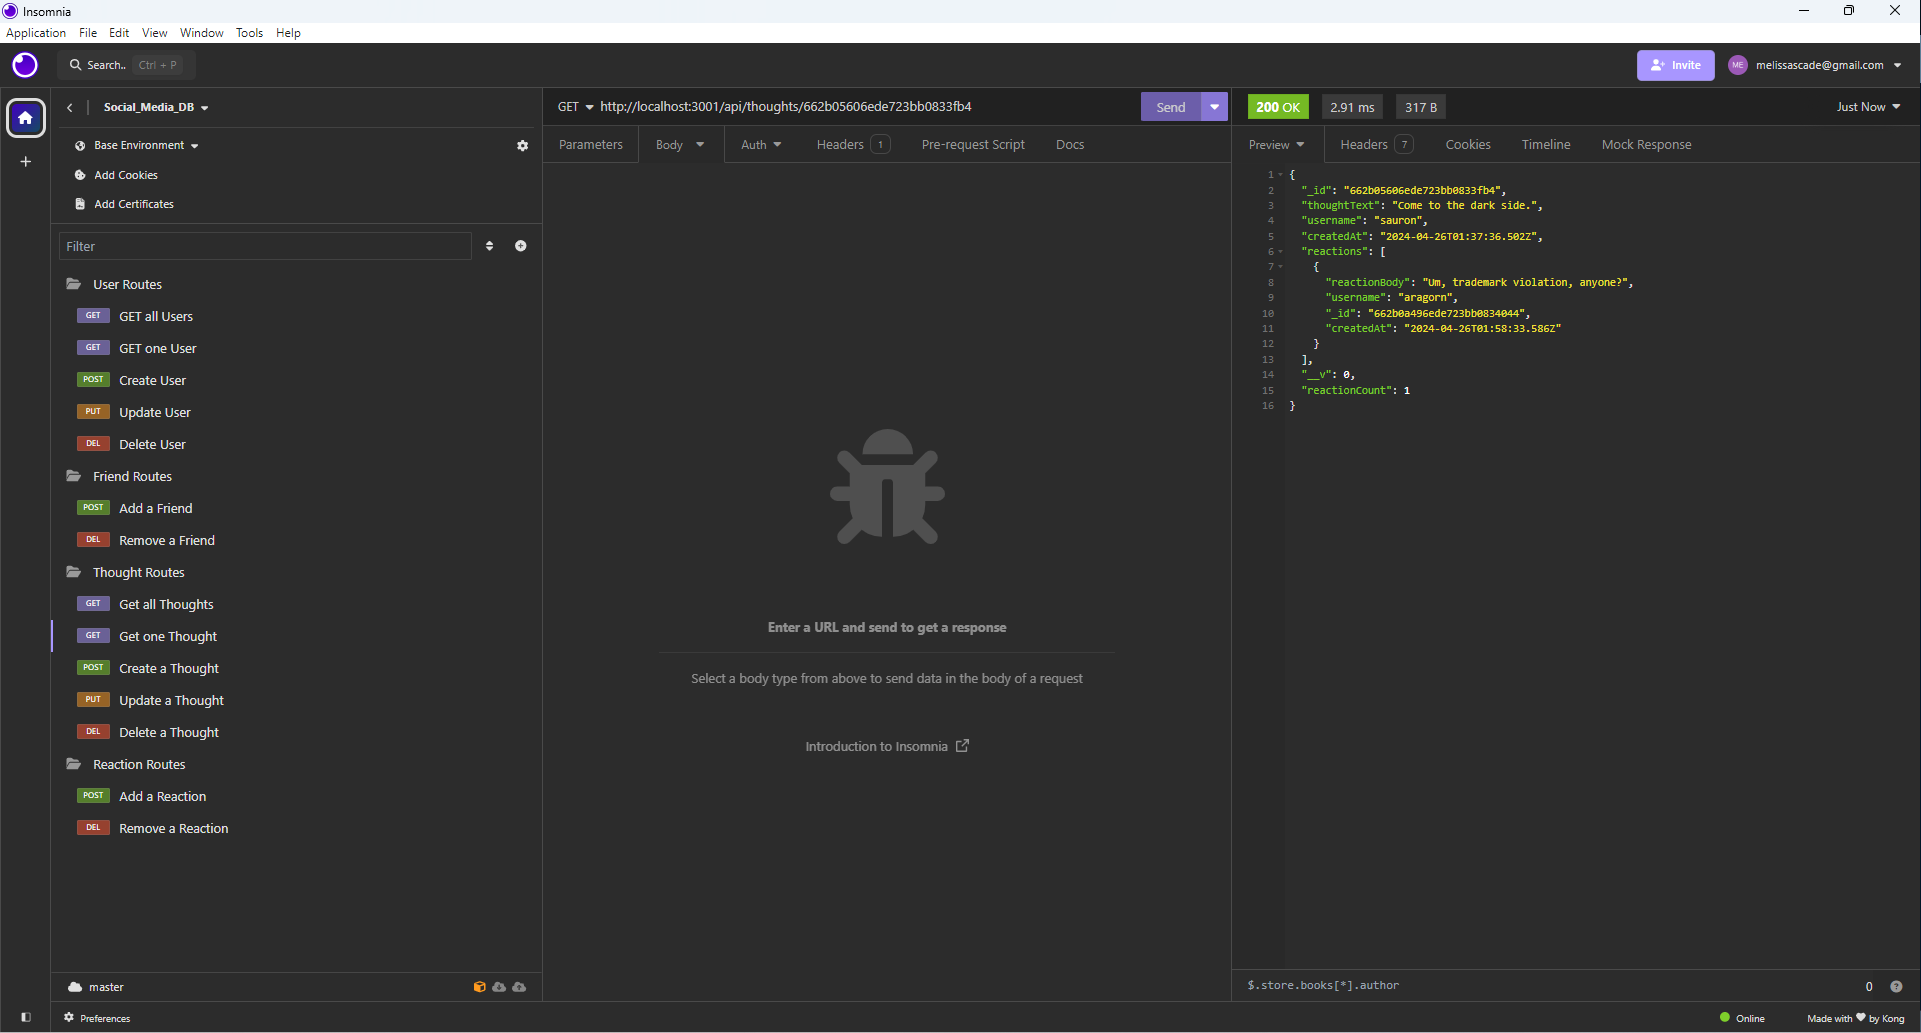 Insomnia
Application File Edit View Window Tools Help
Search.. Ctrl + P
Invite
ME melissascade@gmail.com
Social_Media_DB
Base Environment
Add Cookies
Add Certificates
Filter
User Routes
GET GET all Users
GET GET one User
POST Create User
PUT Update User
DEL Delete User
Friend Routes
POST Add a Friend
DEL Remove a Friend
Thought Routes
GET Get all Thoughts
GET Get one Thought
POST Create a Thought
PUT Update a Thought
DEL Delete a Thought
Reaction Routes
POST Add a Reaction
DEL Remove a Reaction
master
Preferences
GET http://localhost:3001/api/thoughts/662b05606ede723bb0833fb4 Send
Parameters Body Auth Headers 1 Pre-request Script Docs
Enter a URL and send to get a response
Select a body type from above to send data in the body of a request
Introduction to Insomnia
200 OK 2.91 ms 317 B Just Now
Preview Headers 7 Cookies Timeline Mock Response
1 {
2 "_id": "662b05606ede723bb0833fb4",
3 "thoughtText": "Come to the dark side.",
4 "username": "sauron",
5 "createdAt": "2024-04-26T01:37:36.502Z",
6 "reactions": [
7 {
8 "reactionBody": "Um, trademark violation, anyone?",
9 "username": "aragorn",
10 "_id": "662b0a496ede723bb0834044",
11 "createdAt": "2024-04-26T01:58:33.586Z"
12 }
13 ],
14 "__v": 0,
15 "reactionCount": 1
16 }
$.store.books[*].author 0
Online Made with ❤ by Kong